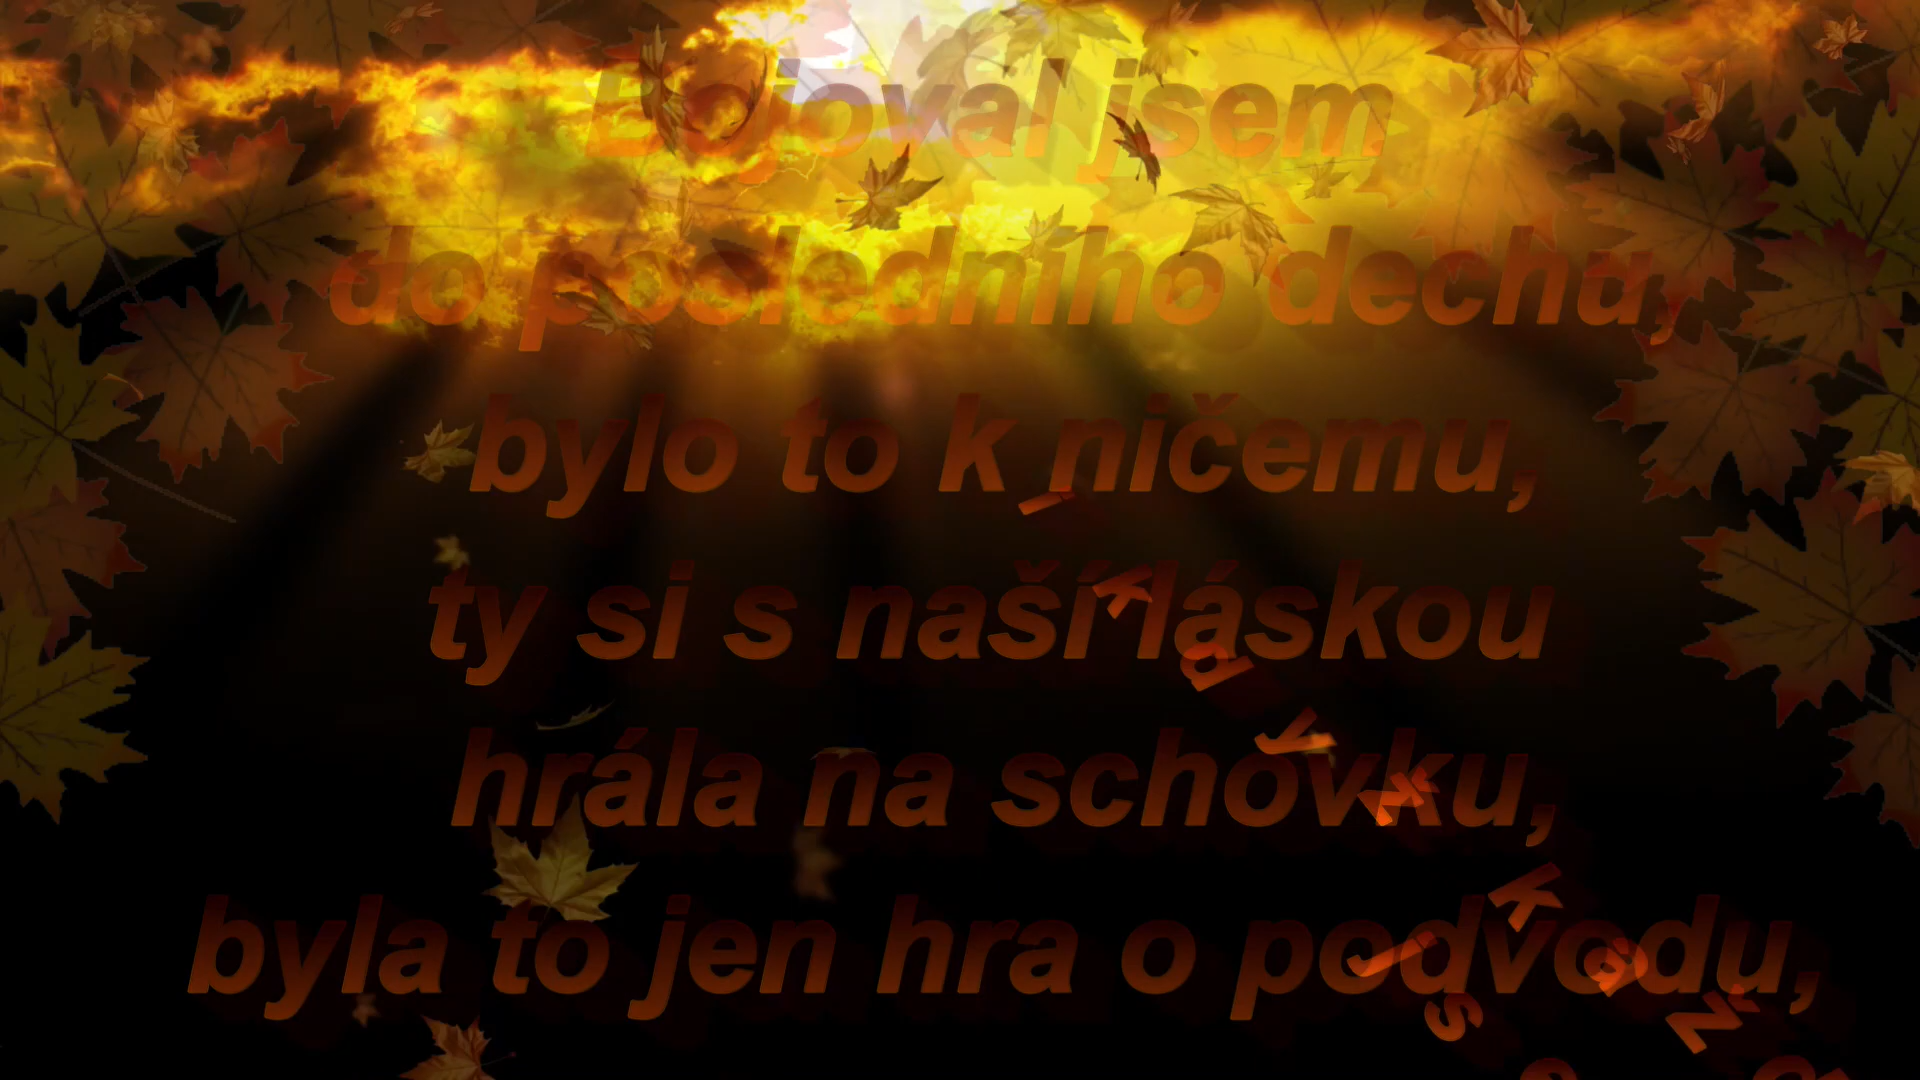 Bojoval jsem
do posledního dechu,
bylo to k ničemu,
ty si s naší láskou
hrála na schovku,
byla to jen hra o podvodu,